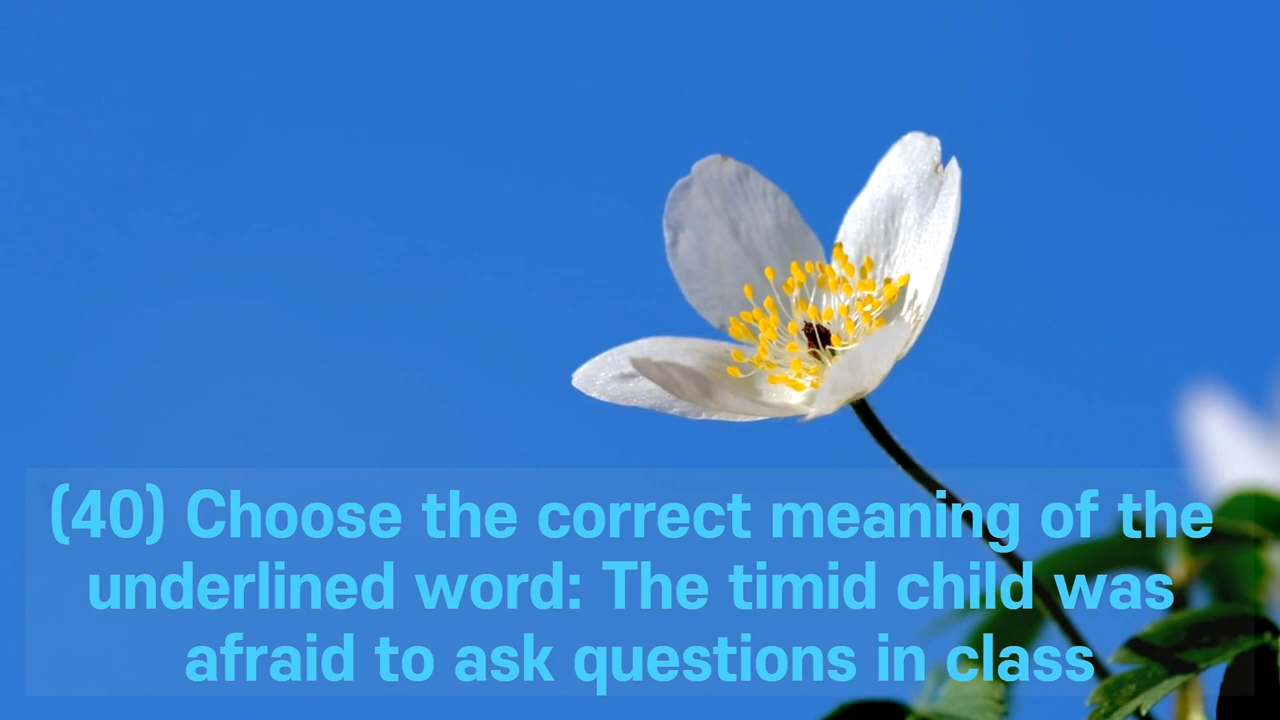 (40) Choose the correct meaning of the
underlined word: The timid child was
afraid to ask questions in class